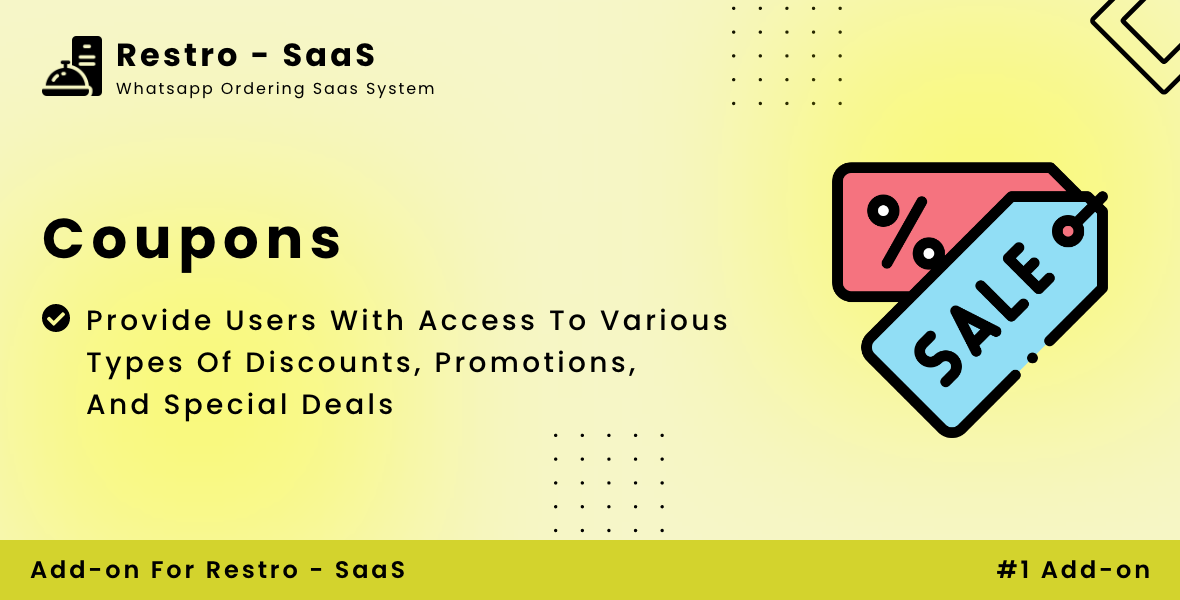 Restro - SaaS
Whatsapp Ordering Saas System
Coupons
Provide Users With Access To Various
Types Of Discounts, Promotions,
And Special Deals
%
SALE
Add-on For Restro - SaaS
#1 Add-on